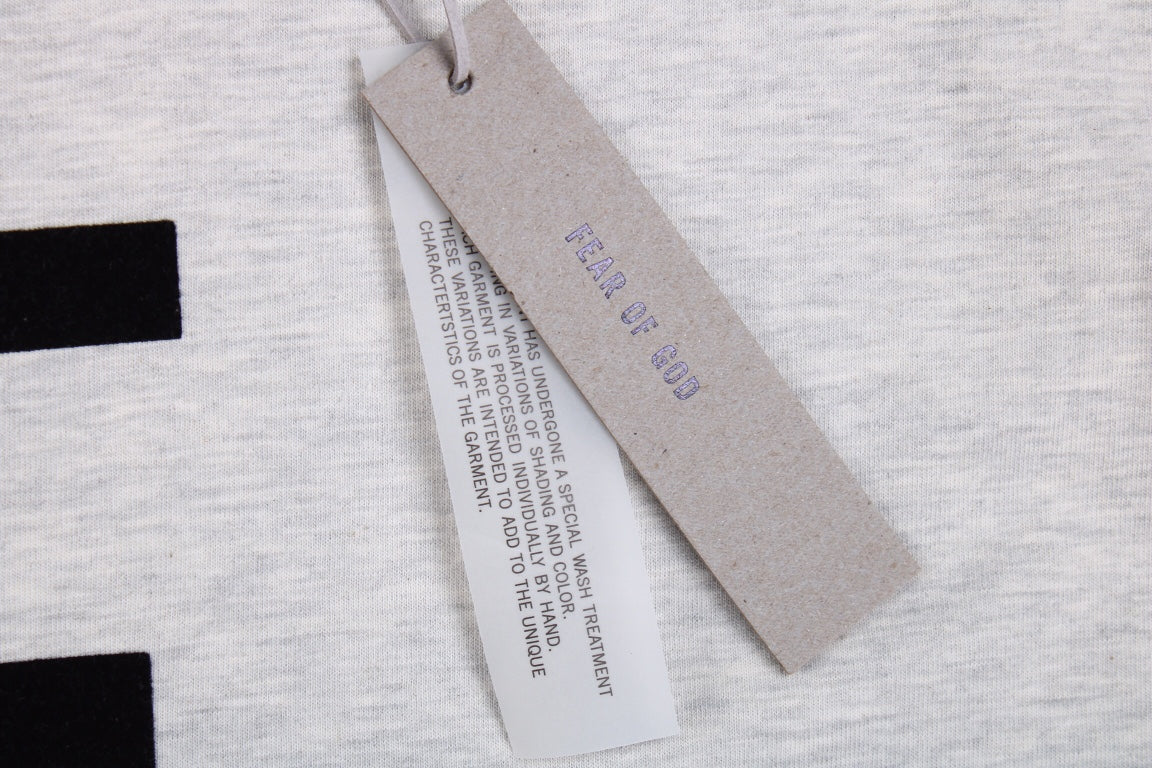 FEAR OF GOD
HAS UNDERGONE A SPECIAL WASH TREATMENT
IN VARIATIONS OF SHADING AND COLOR.
GARMENT IS PROCESSED INDIVIDUALLY BY HAND.
THESE VARIATIONS ARE INTENDED TO ADD TO THE UNIQUE
CHARACTERTSTICS OF THE GARMENT.